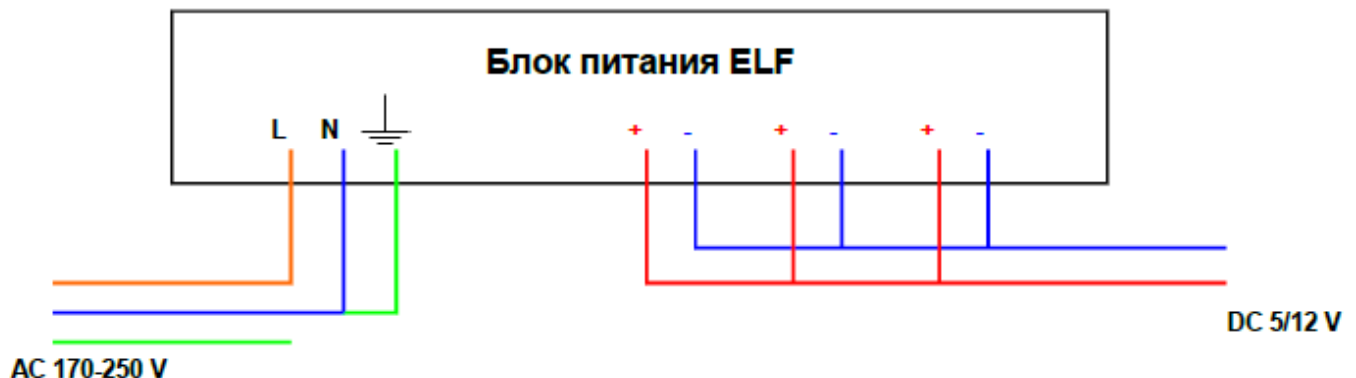 Блок питания ELF
L N
+ - + - + -
DC 5/12 V
AC 170-250 V